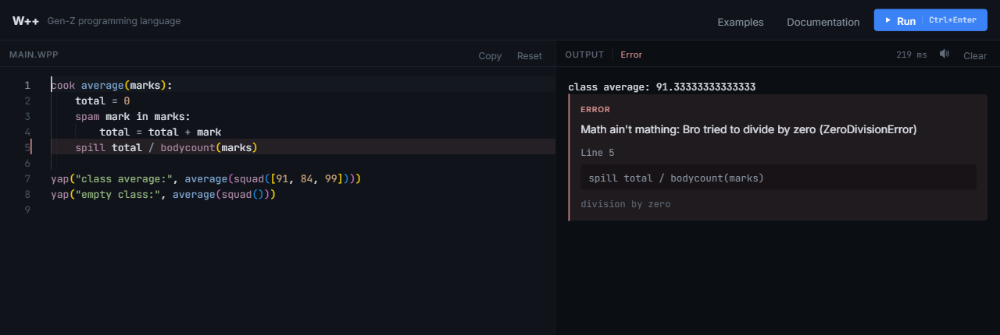 W++ Gen-Z programming language Examples Documentation Run Ctrl+Enter
MAIN.WPP Copy Reset
1 cook average(marks):
2 total = 0
3 spam mark in marks:
4 total = total + mark
5 spill total / bodycount(marks)
6
7 yap("class average:", average(squad([91, 84, 99])))
8 yap("empty class:", average(squad()))
9
OUTPUT Error 219 ms Clear
class average: 91.33333333333333
ERROR
Math ain't mathing: Bro tried to divide by zero (ZeroDivisionError)
Line 5
spill total / bodycount(marks)
division by zero